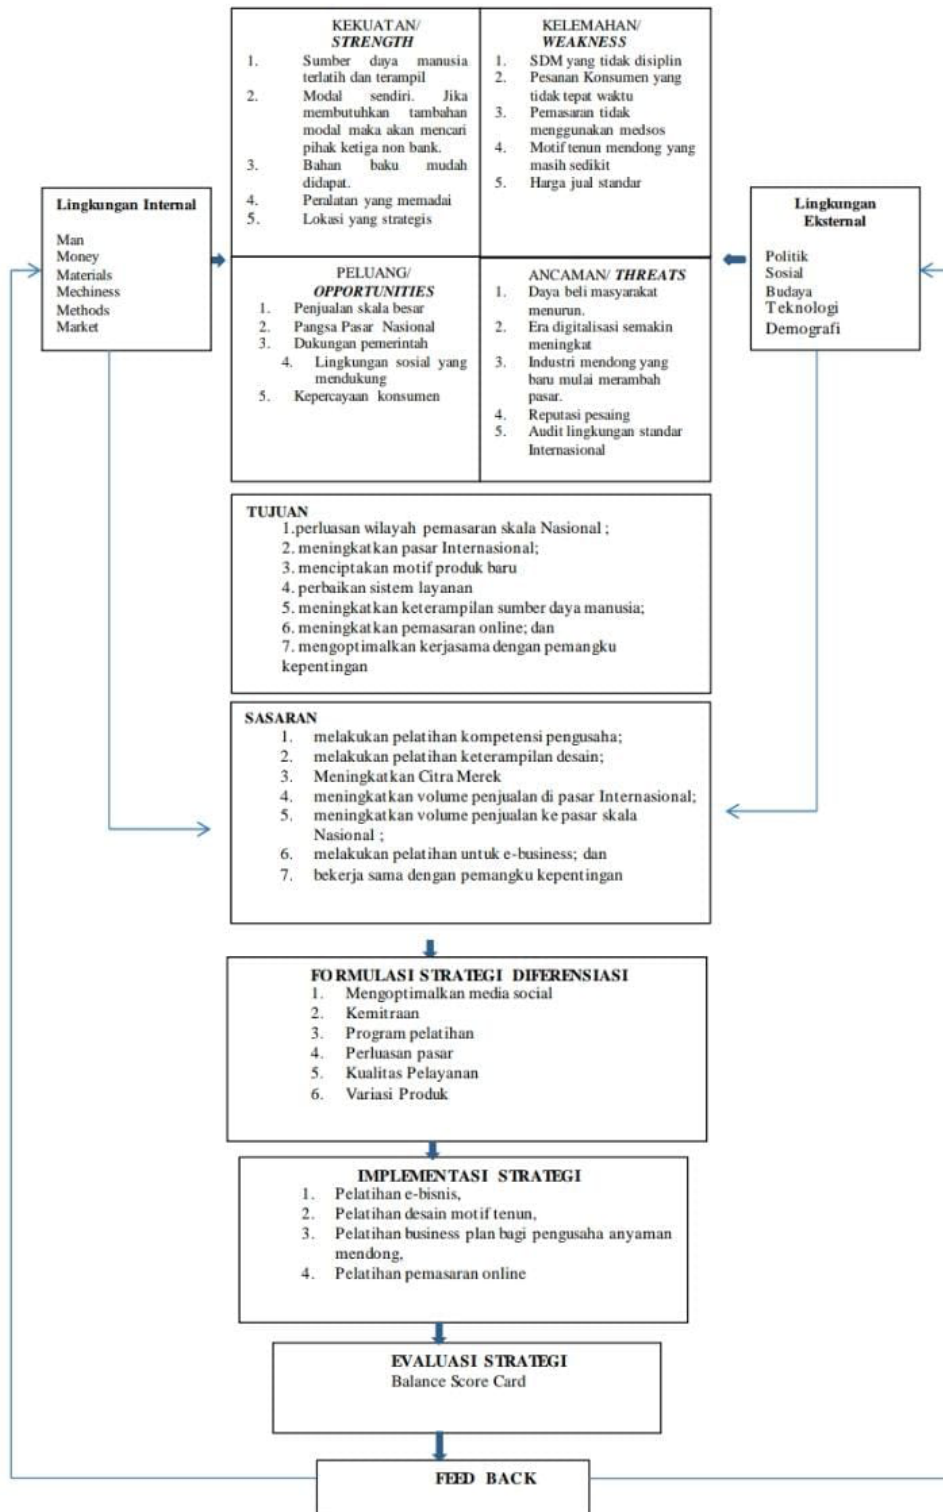 KEKUATAN/
STRENGTH
1. Sumber daya manusia
terlatih dan terampil
2. Modal sendiri. Jika
membutuhkan tambahan
modal maka akan mencari
pihak ketiga non bank.
3. Bahan baku mudah
didapat.
4. Peralatan yang memadai
5. Lokasi yang strategis
KELEMAHAN/
WEAKNESS
1. SDM yang tidak disiplin
2. Pesanan Konsumen yang
tidak tepat waktu
3. Pemasaran tidak
menggunakan medsos
4. Motif tenun mendong yang
masih sedikit
5. Harga jual standar
Lingkungan Internal
Man
Money
Materials
Mechiness
Methods
Market
Lingkungan
Eksternal
Politik
Sosial
Budaya
Teknologi
Demografi
PELUANG/
OPPORTUNITIES
1. Penjualan skala besar
2. Pangsa Pasar Nasional
3. Dukungan pemerintah
4. Lingkungan sosial yang
mendukung
5. Kepercayaan konsumen
ANCAMAN/ THREATS
1. Daya beli masyarakat
menurun.
2. Era digitalisasi semakin
meningkat
3. Industri mendong yang
baru mulai merambah
pasar.
4. Reputasi pesaing
5. Audit lingkungan standar
Internasional
TUJUAN
1.perluasan wilayah pemasaran skala Nasional ;
2. meningkatkan pasar Internasional;
3. menciptakan motif produk baru
4. perbaikan sistem layanan
5. meningkatkan keterampilan sumber daya manusia;
6. meningkatkan pemasaran online; dan
7. mengoptimalkan kerjasama dengan pemangku
kepentingan
SASARAN
1. melakukan pelatihan kompetensi pengusaha;
2. melakukan pelatihan keterampilan desain;
3. Meningkatkan Citra Merek
4. meningkatkan volume penjualan di pasar Internasional;
5. meningkatkan volume penjualan ke pasar skala
Nasional ;
6. melakukan pelatihan untuk e-business; dan
7. bekerja sama dengan pemangku kepentingan
FORMULASI STRATEGI DIFERENSIASI
1. Mengoptimalkan media social
2. Kemitraan
3. Program pelatihan
4. Perluasan pasar
5. Kualitas Pelayanan
6. Variasi Produk
IMPLEMENTASI STRATEGI
1. Pelatihan e-bisnis,
2. Pelatihan desain motif tenun,
3. Pelatihan business plan bagi pengusaha anyaman
mendong,
4. Pelatihan pemasaran online
EVALUASI STRATEGI
Balance Score Card
FEED BACK